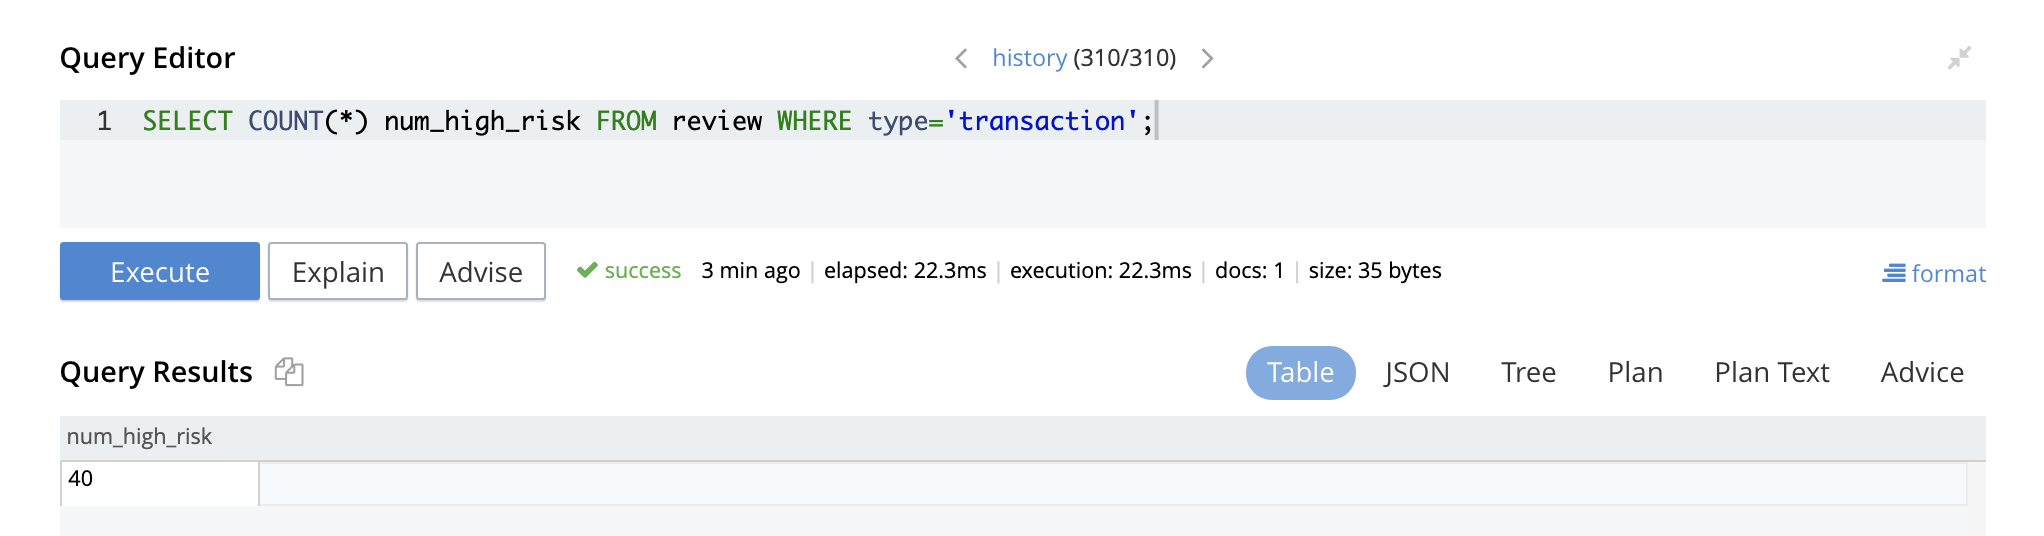 Query Editor
history (310/310)
1 SELECT COUNT(*) num_high_risk FROM review WHERE type='transaction';
Execute Explain Advise success 3 min ago | elapsed: 22.3ms | execution: 22.3ms | docs: 1 | size: 35 bytes format
Query Results Table JSON Tree Plan Plan Text Advice
num_high_risk
40